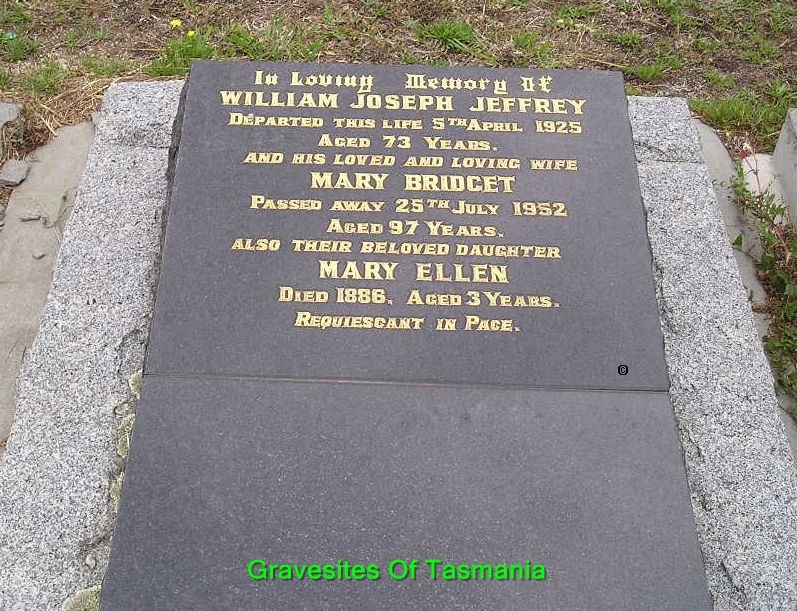 In Loving Memory Of
WILLIAM JOSEPH JEFFREY
DEPARTED THIS LIFE 5TH APRIL 1925
AGED 73 YEARS.
AND HIS LOVED AND LOVING WIFE
MARY BRIDGET
PASSED AWAY 25TH JULY 1952
AGED 97 YEARS.
ALSO THEIR BELOVED DAUGHTER
MARY ELLEN
DIED 1886, AGED 3 YEARS.
REQUIESCANT IN PACE.
©
Gravesites Of Tasmania